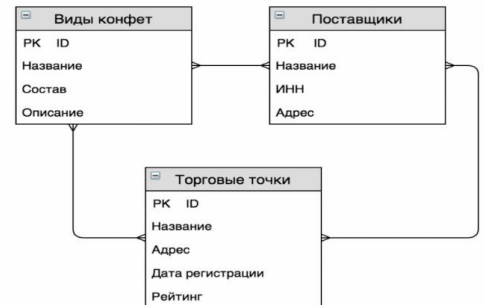 Виды конфет
PK ID
Название
Состав
Описание
Поставщики
PK ID
Название
ИНН
Адрес
Торговые точки
PK ID
Название
Адрес
Дата регистрации
Рейтинг